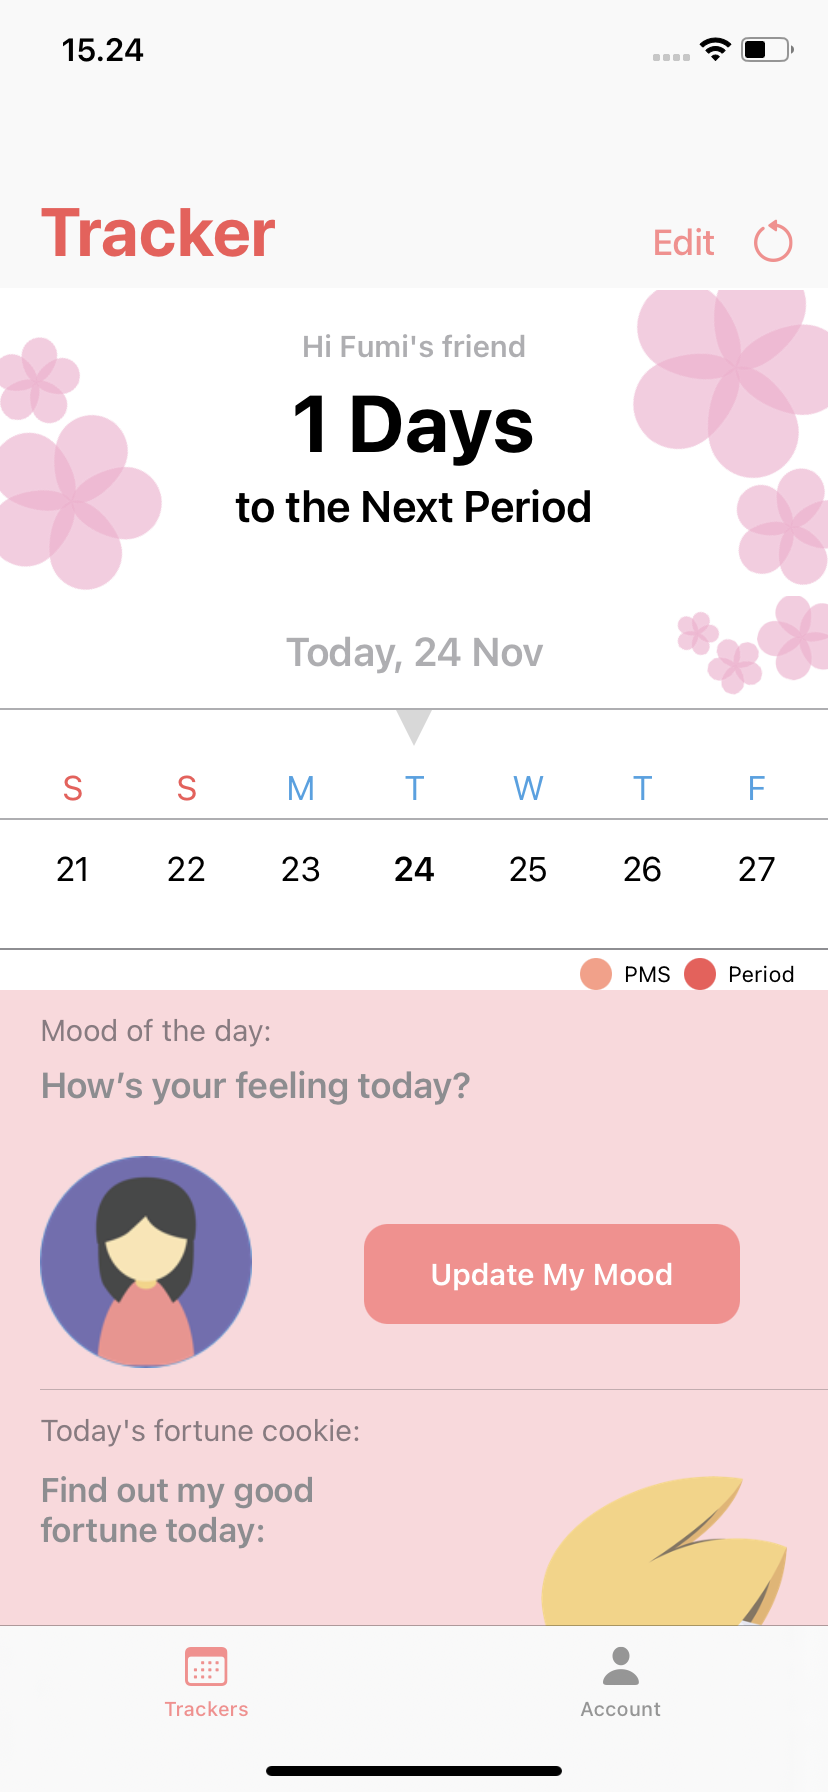 15.24
Tracker
Edit
Hi Fumi's friend
1 Days
to the Next Period
Today, 24 Nov
S S M T W T F
21 22 23 24 25 26 27
PMS Period
Mood of the day:
How’s your feeling today?
Update My Mood
Today's fortune cookie:
Find out my good
fortune today:
Trackers Account